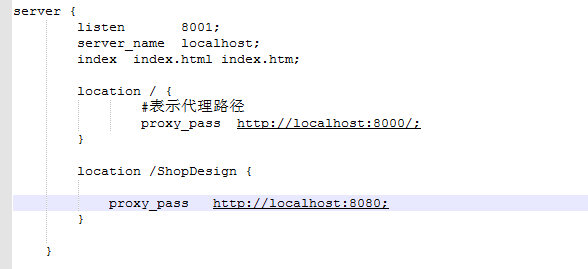 server {
listen 8001;
server_name localhost;
index index.html index.htm;
location / {
#表示代理路径
proxy_pass http://localhost:8000/;
}
location /ShopDesign {
proxy_pass http://localhost:8080;
}
}